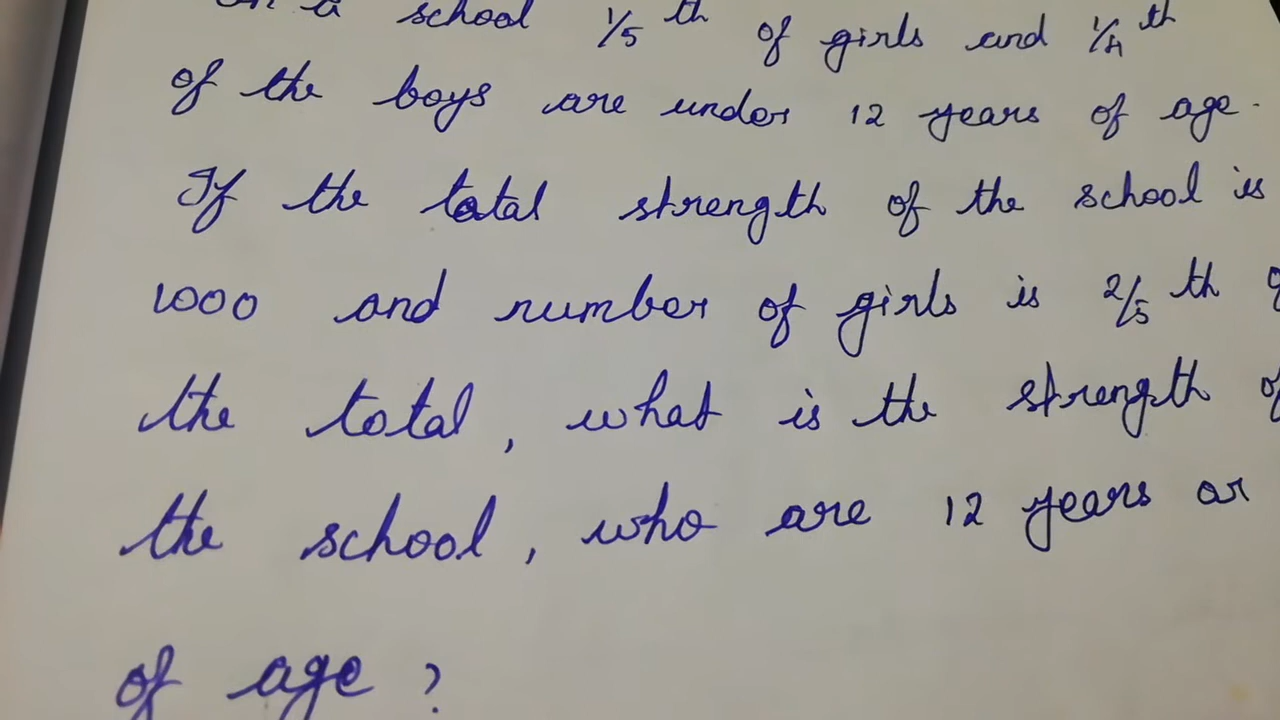 in a school 1/5 th of girls and 1/4 th
of the boys are under 12 years of age.
If the total strength of the school is
1000 and number of girls is 2/5 th
the total, what is the strength of
the school, who are 12 years or
of age?